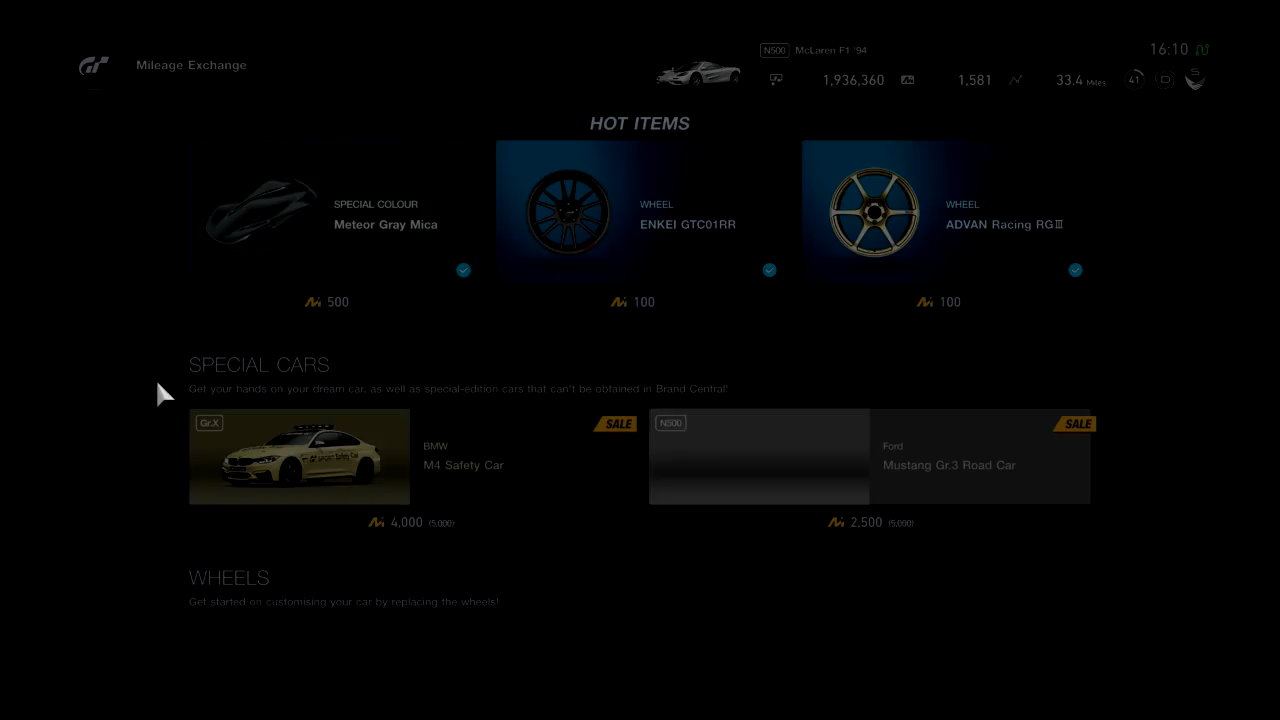 GT
Mileage Exchange
N500 McLaren F1 '94
16:10
1,936,360
1,581
33.4 Miles
41
D
S
HOT ITEMS
SPECIAL COLOUR
Meteor Gray Mica
500
WHEEL
ENKEI GTC01RR
100
WHEEL
ADVAN Racing RGⅢ
100
SPECIAL CARS
Get your hands on your dream car, as well as special-edition cars that can't be obtained in Brand Central!
Gr.X
SALE
BMW
M4 Safety Car
4,000 (5,000)
N500
SALE
Ford
Mustang Gr.3 Road Car
2,500 (5,000)
WHEELS
Get started on customising your car by replacing the wheels!